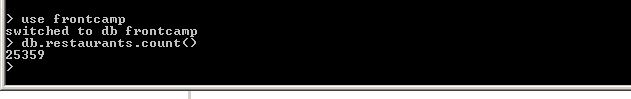 > use frontcamp
switched to db frontcamp
> db.restaurants.count()
25359
>